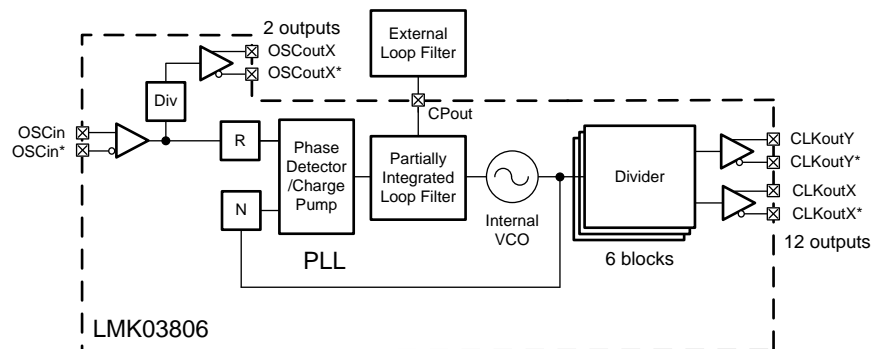 2 outputs
OSCoutX
OSCoutX*
Div
External
Loop Filter
CPout
OSCin
OSCin*
R
N
Phase
Detector
/Charge
Pump
PLL
Partially
Integrated
Loop Filter
Internal
VCO
Divider
6 blocks
CLKoutY
CLKoutY*
CLKoutX
CLKoutX*
12 outputs
LMK03806